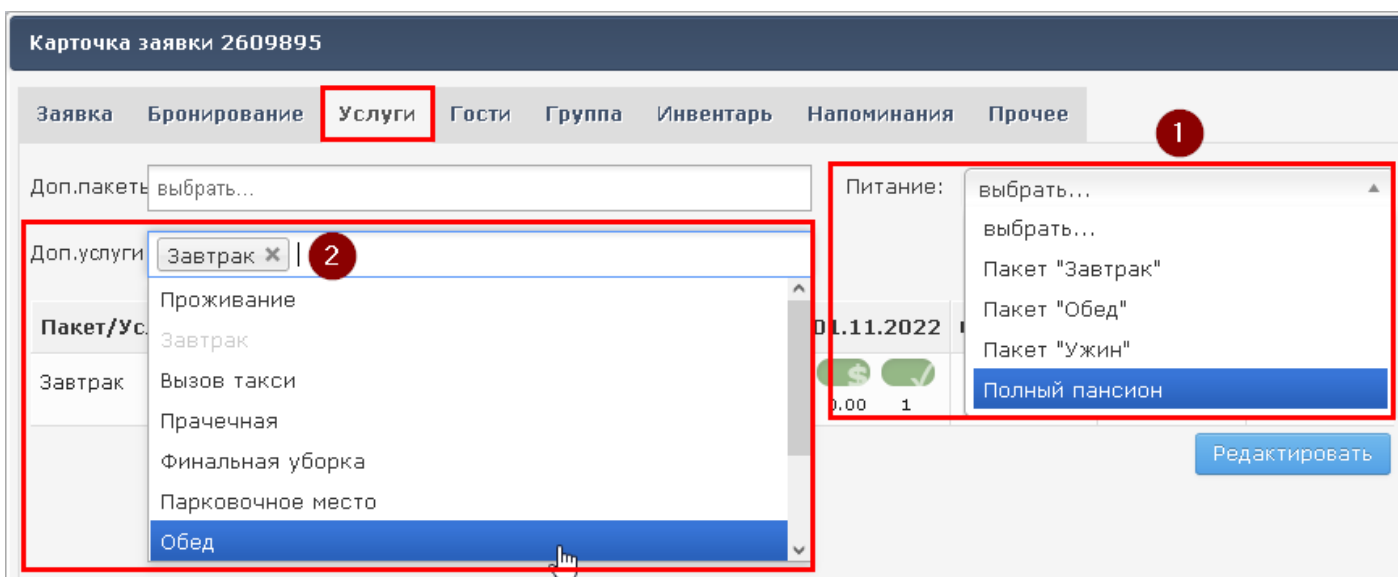 Карточка заявки 2609895
Заявка Бронирование Услуги Гости Группа Инвентарь Напоминания Прочее
1
Доп.пакеты выбрать... Питание: выбрать...
выбрать...
Доп.услуги Завтрак × 2
Пакет "Завтрак"
Проживание
Пакет "Обед"
Пакет/Ус 01.11.2022
Завтрак
Пакет "Ужин"
Завтрак Вызов такси $
Полный пансион
0.00 1
Прачечная
Финальная уборка Редактировать
Парковочное место
Обед